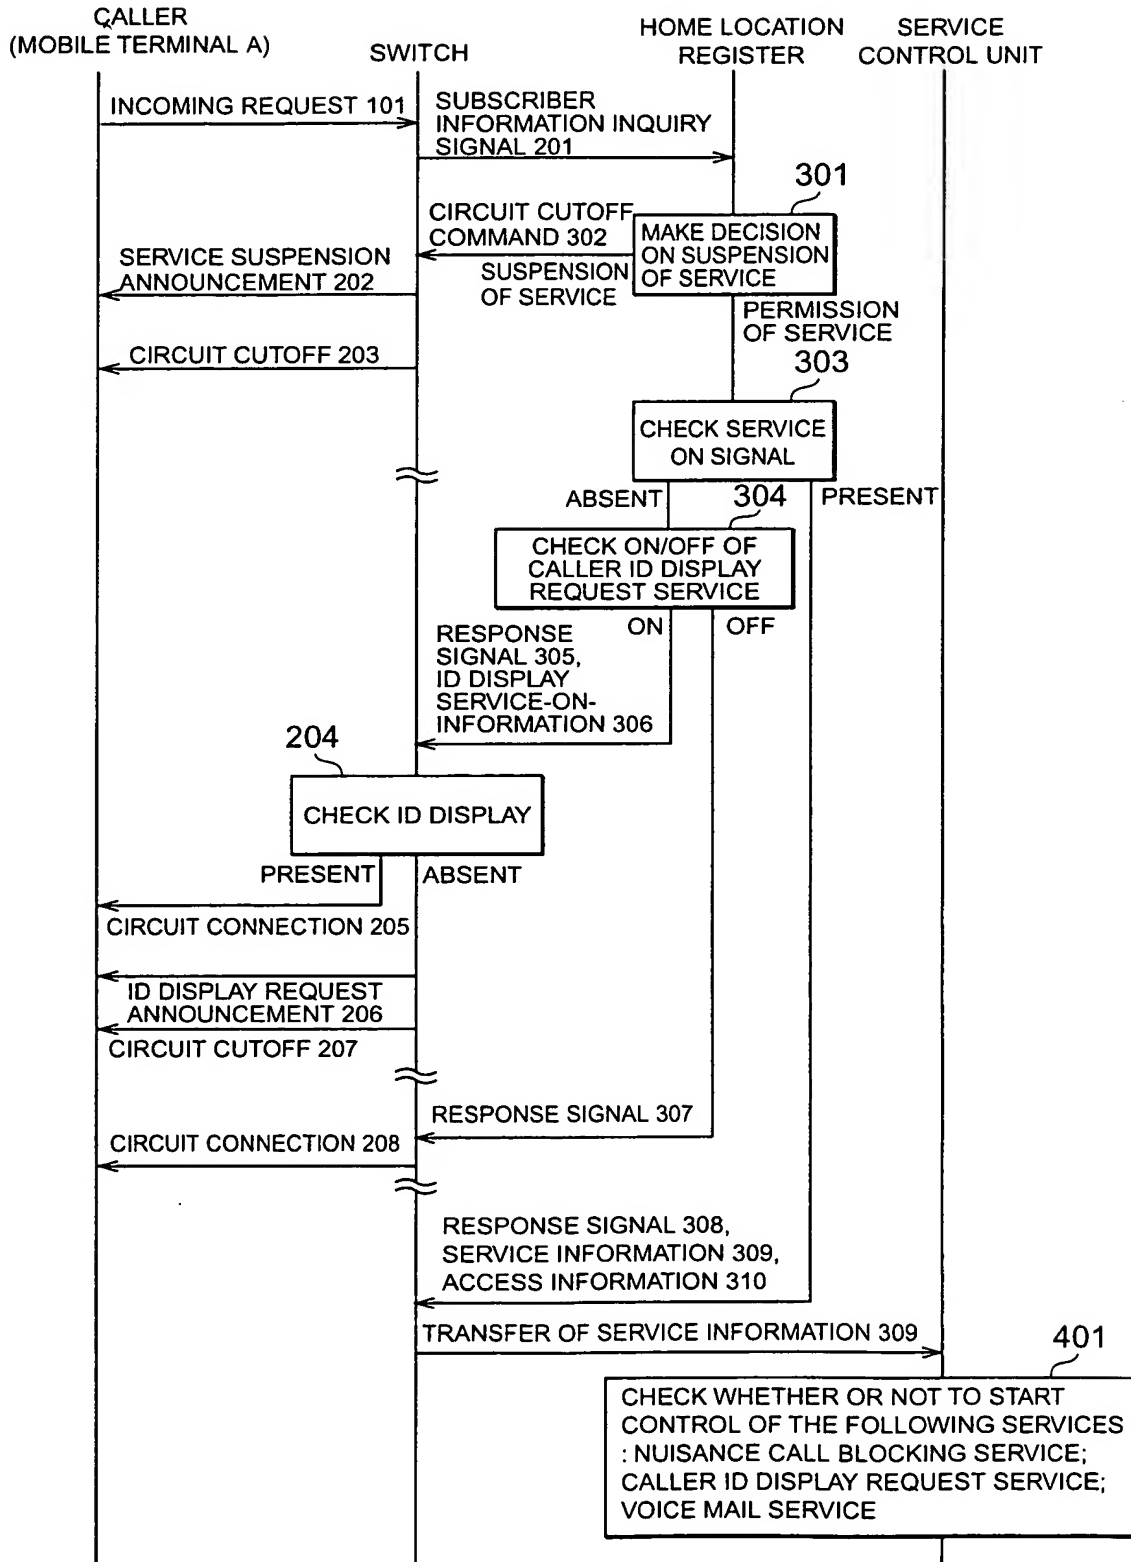 CALLER
(MOBILE TERMINAL A)
SWITCH
HOME LOCATION
REGISTER
SERVICE
CONTROL UNIT
INCOMING REQUEST 101
SUBSCRIBER
INFORMATION INQUIRY
SIGNAL 201
301
CIRCUIT CUTOFF
COMMAND 302
MAKE DECISION
ON SUSPENSION
OF SERVICE
SERVICE SUSPENSION
ANNOUNCEMENT 202
SUSPENSION
OF SERVICE
PERMISSION
OF SERVICE
CIRCUIT CUTOFF 203
303
CHECK SERVICE
ON SIGNAL
ABSENT
304
PRESENT
CHECK ON/OFF OF
CALLER ID DISPLAY
REQUEST SERVICE
ON
OFF
RESPONSE
SIGNAL 305,
ID DISPLAY
SERVICE-ON-
INFORMATION 306
204
CHECK ID DISPLAY
PRESENT
ABSENT
CIRCUIT CONNECTION 205
ID DISPLAY REQUEST
ANNOUNCEMENT 206
CIRCUIT CUTOFF 207
RESPONSE SIGNAL 307
CIRCUIT CONNECTION 208
RESPONSE SIGNAL 308,
SERVICE INFORMATION 309,
ACCESS INFORMATION 310
TRANSFER OF SERVICE INFORMATION 309
401
CHECK WHETHER OR NOT TO START
CONTROL OF THE FOLLOWING SERVICES
: NUISANCE CALL BLOCKING SERVICE;
CALLER ID DISPLAY REQUEST SERVICE;
VOICE MAIL SERVICE